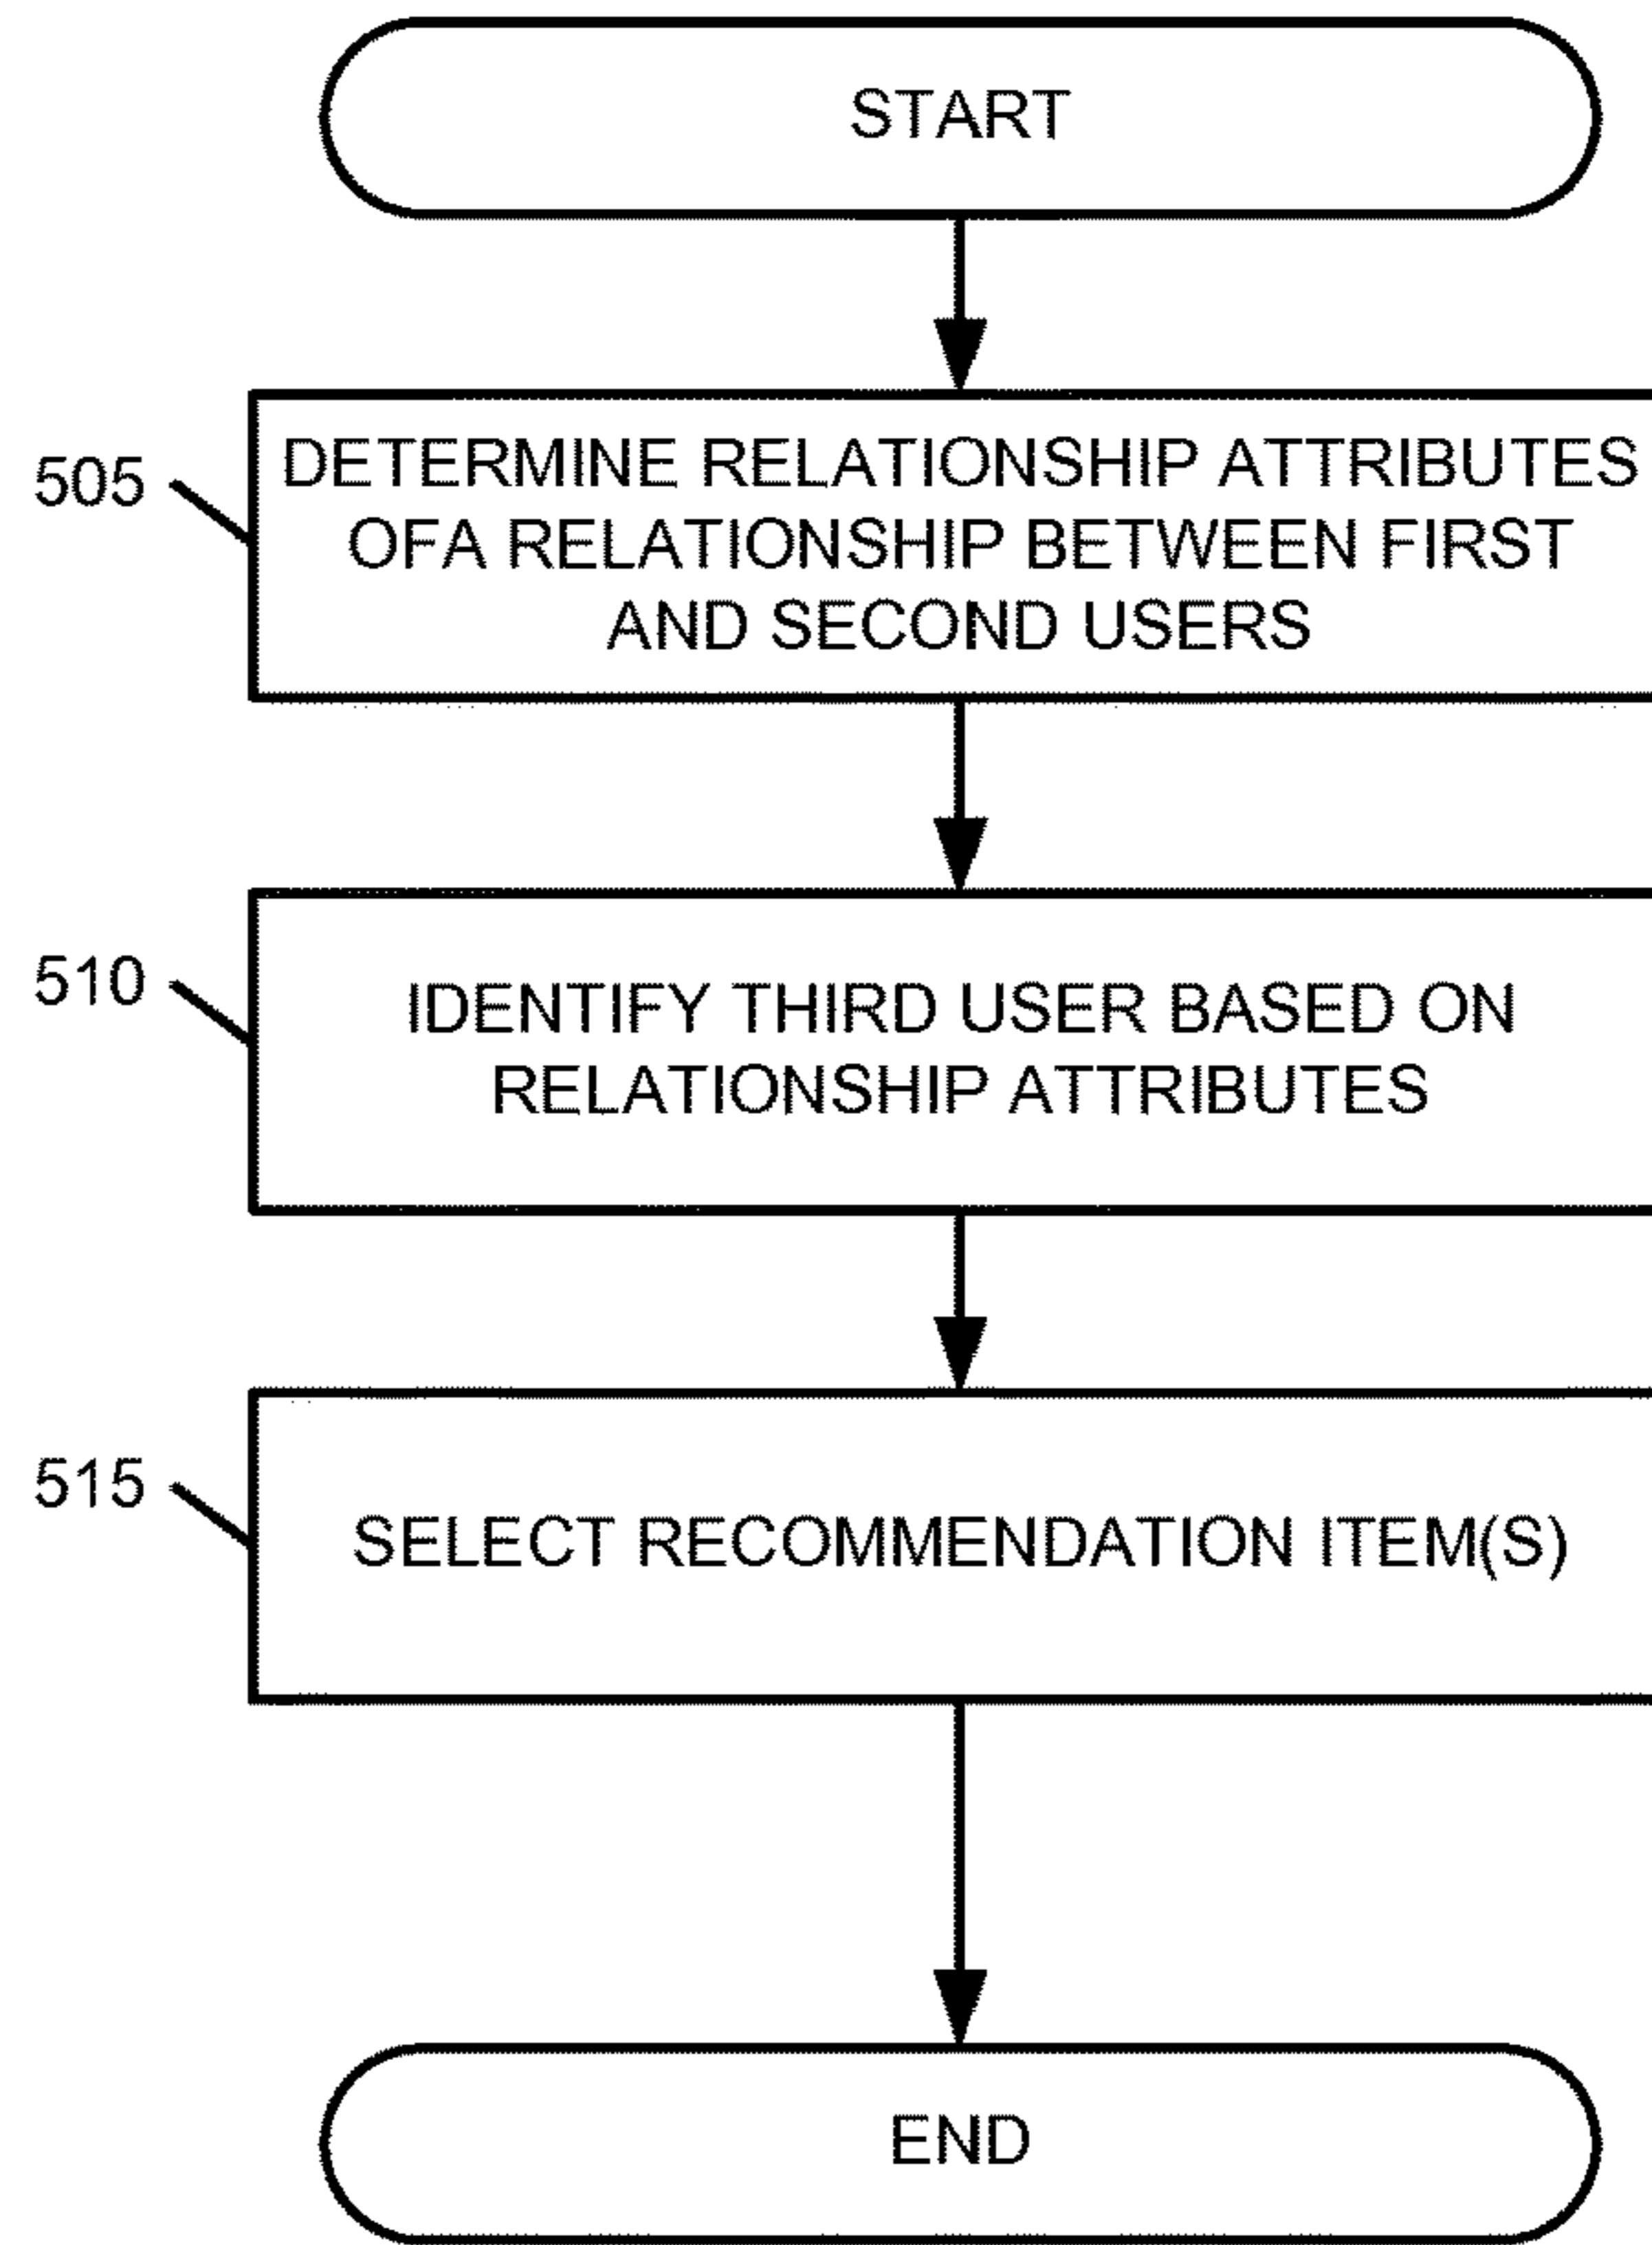 START
505
DETERMINE RELATIONSHIP ATTRIBUTES
OFA RELATIONSHIP BETWEEN FIRST
AND SECOND USERS
510
IDENTIFY THIRD USER BASED ON
RELATIONSHIP ATTRIBUTES
515
SELECT RECOMMENDATION ITEM(S)
END